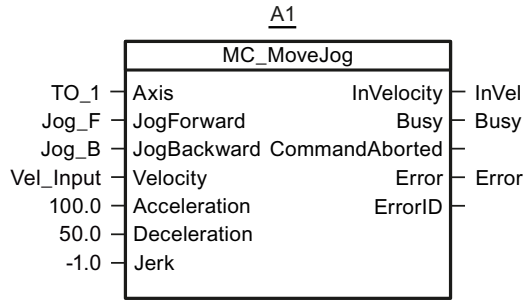 A1
MC_MoveJog
TO_1 Axis InVelocity InVel
Jog_F JogForward Busy Busy
Jog_B JogBackward CommandAborted
Vel_Input Velocity Error Error
100.0 Acceleration ErrorID
50.0 Deceleration
-1.0 Jerk